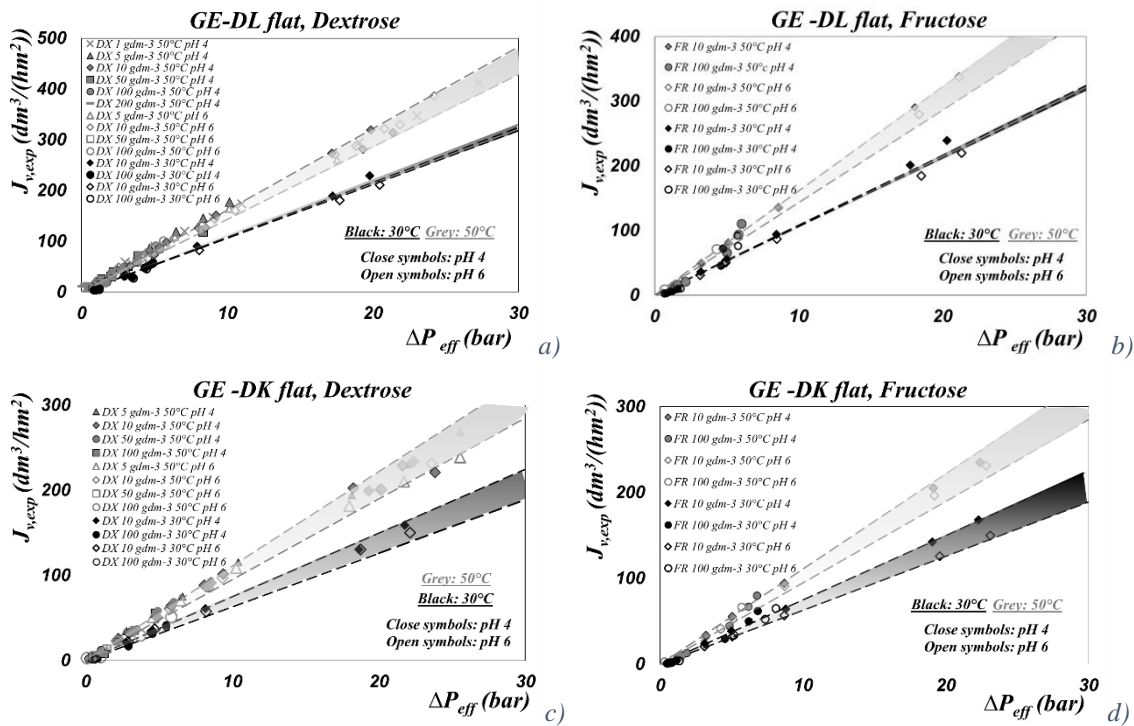 GE-DL flat, Dextrose
J v,exp (dm³/(hm²))
500
400
300
200
100
0
DX 1 gdm-3 50°C pH 4
DX 5 gdm-3 50°C pH 4
DX 10 gdm-3 50°C pH 4
DX 50 gdm-3 50°C pH 4
DX 100 gdm-3 50°C pH 4
DX 200 gdm-3 50°C pH 4
DX 5 gdm-3 50°C pH 6
DX 10 gdm-3 50°C pH 6
DX 50 gdm-3 50°C pH 6
DX 100 gdm-3 50°C pH 6
DX 10 gdm-3 30°C pH 4
DX 100 gdm-3 30°C pH 4
DX 10 gdm-3 30°C pH 6
DX 100 gdm-3 30°C pH 6
Black: 30°C Grey: 50°C
Close symbols: pH 4
Open symbols: pH 6
0 10 20 30
ΔP eff (bar)
a)
GE -DL flat, Fructose
J v,exp (dm³/(hm²))
400
300
200
100
0
FR 10 gdm-3 50°C pH 4
FR 100 gdm-3 50°c pH 4
FR 10 gdm-3 50°C pH 6
FR 100 gdm-3 50°C pH 6
FR 10 gdm-3 30°C pH 4
FR 100 gdm-3 30°C pH 4
FR 10 gdm-3 30°C pH 6
FR 100 gdm-3 30°C pH 6
Black: 30°C Grey: 50°C
Close symbols: pH 4
Open symbols: pH 6
0 10 20 30
ΔP eff (bar)
b)
GE -DK flat, Dextrose
J v,exp (dm³/hm²)
300
200
100
0
DX 5 gdm-3 50°C pH 4
DX 10 gdm-3 50°C pH 4
DX 50 gdm-3 50°C pH 4
DX 100 gdm-3 50°C pH 4
DX 5 gdm-3 50°C pH 6
DX 10 gdm-3 50°C pH 6
DX 50 gdm-3 50°C pH 6
DX 100 gdm-3 50°C pH 6
DX 10 gdm-3 30°C pH 4
DX 100 gdm-3 30°C pH 4
DX 10 gdm-3 30°C pH 6
DX 100 gdm-3 30°C pH 6
Grey: 50°C
Black: 30°C
Close symbols: pH 4
Open symbols: pH 6
0 10 20 30
ΔP eff (bar)
c)
GE -DK flat, Fructose
J v,exp (dm³/(hm²))
300
200
100
0
FR 10 gdm-3 50°C pH 4
FR 100 gdm-3 50°C pH 4
FR 10 gdm-3 50°C pH 6
FR 100 gdm-3 50°C pH 6
FR 10 gdm-3 30°C pH 4
FR 100 gdm-3 30°C pH 4
FR 10 gdm-3 30°C pH 6
FR 100 gdm-3 30°C pH 6
Black: 30°C Grey: 50°C
Close symbols: pH 4
Open symbols: pH 6
0 10 20 30
ΔP eff (bar)
d)